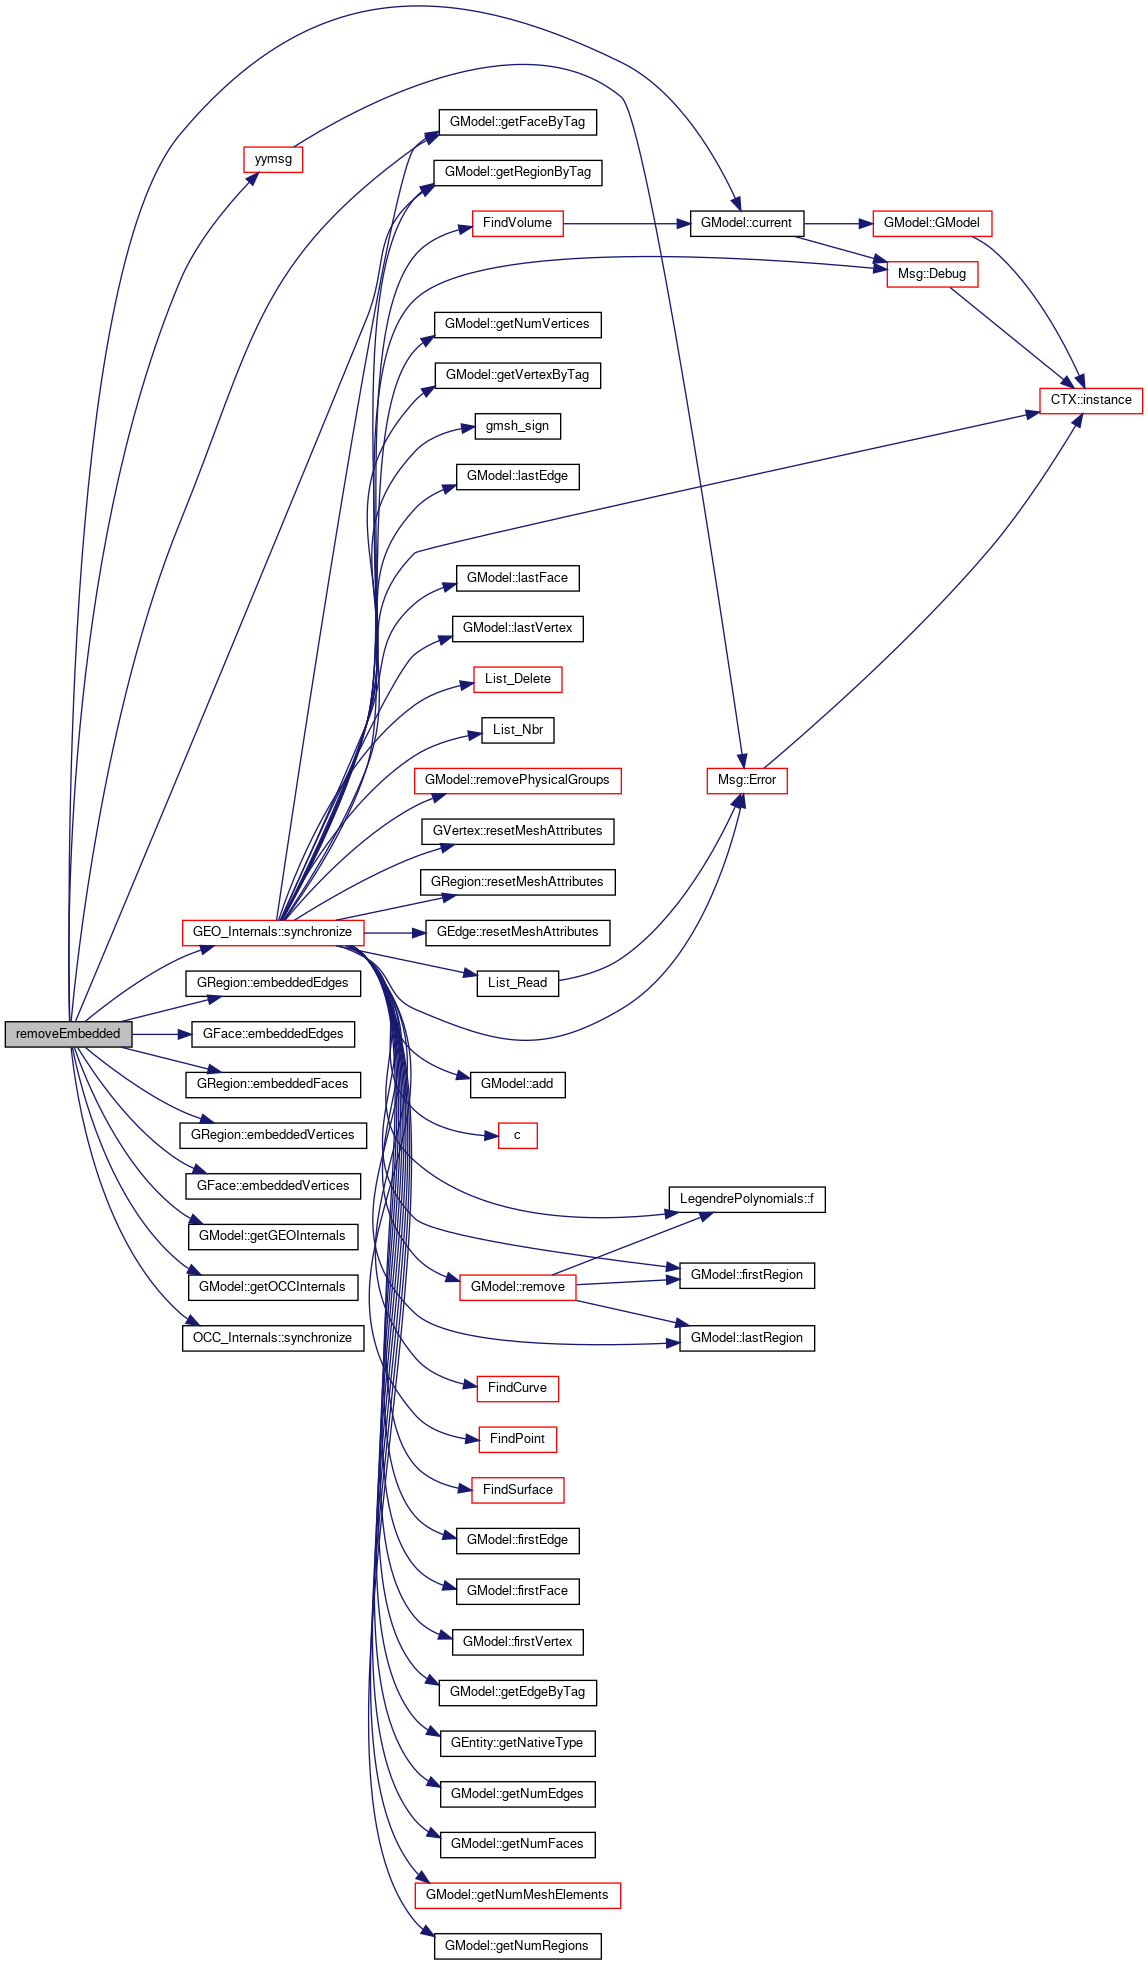 GModel::getFaceByTag
yymsg
GModel::getRegionByTag
FindVolume
GModel::current
GModel::GModel
Msg::Debug
GModel::getNumVertices
GModel::getVertexByTag
CTX::instance
gmsh_sign
GModel::lastEdge
GModel::lastFace
GModel::lastVertex
List_Delete
List_Nbr
GModel::removePhysicalGroups
Msg::Error
GVertex::resetMeshAttributes
GRegion::resetMeshAttributes
GEO_Internals::synchronize
GEdge::resetMeshAttributes
GRegion::embeddedEdges
List_Read
removeEmbedded
GFace::embeddedEdges
GRegion::embeddedFaces
GModel::add
GRegion::embeddedVertices
c
GFace::embeddedVertices
LegendrePolynomials::f
GModel::getGEOInternals
GModel::getOCCInternals
GModel::remove
GModel::firstRegion
OCC_Internals::synchronize
GModel::lastRegion
FindCurve
FindPoint
FindSurface
GModel::firstEdge
GModel::firstFace
GModel::firstVertex
GModel::getEdgeByTag
GEntity::getNativeType
GModel::getNumEdges
GModel::getNumFaces
GModel::getNumMeshElements
GModel::getNumRegions